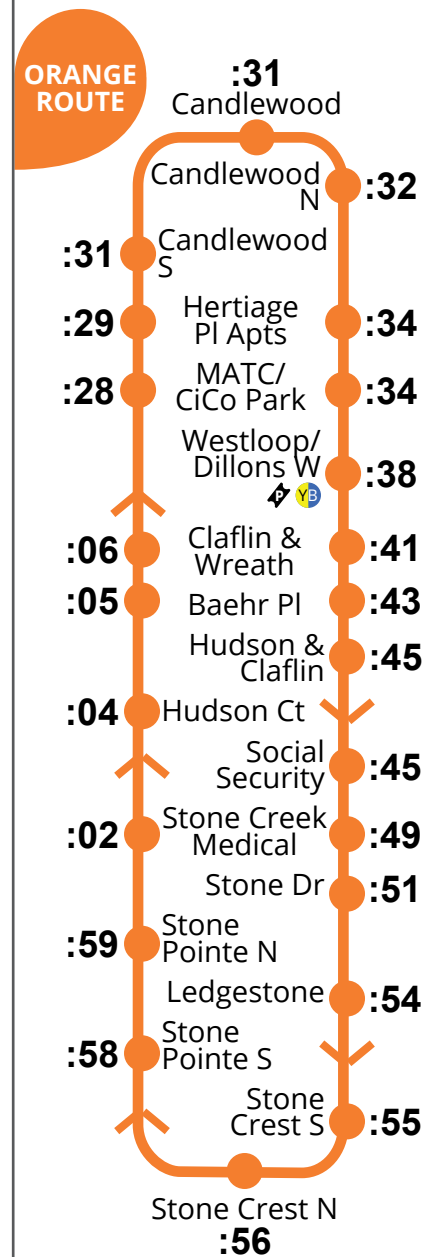 ORANGE
ROUTE
:31
Candlewood
Candlewood
N
:32
:31
Candlewood
S
:29
Hertiage
Pl Apts
:34
:28
MATC/
CiCo Park
:34
Westloop/
Dillons W
:38
P
YB
:06
Claflin &
Wreath
:41
:05
Baehr Pl
:43
Hudson &
Claflin
:45
:04
Hudson Ct
Social
Security
:45
:02
Stone Creek
Medical
:49
Stone Dr
:51
:59
Stone
Pointe N
Ledgestone
:54
:58
Stone
Pointe S
Stone
Crest S
:55
Stone Crest N
:56